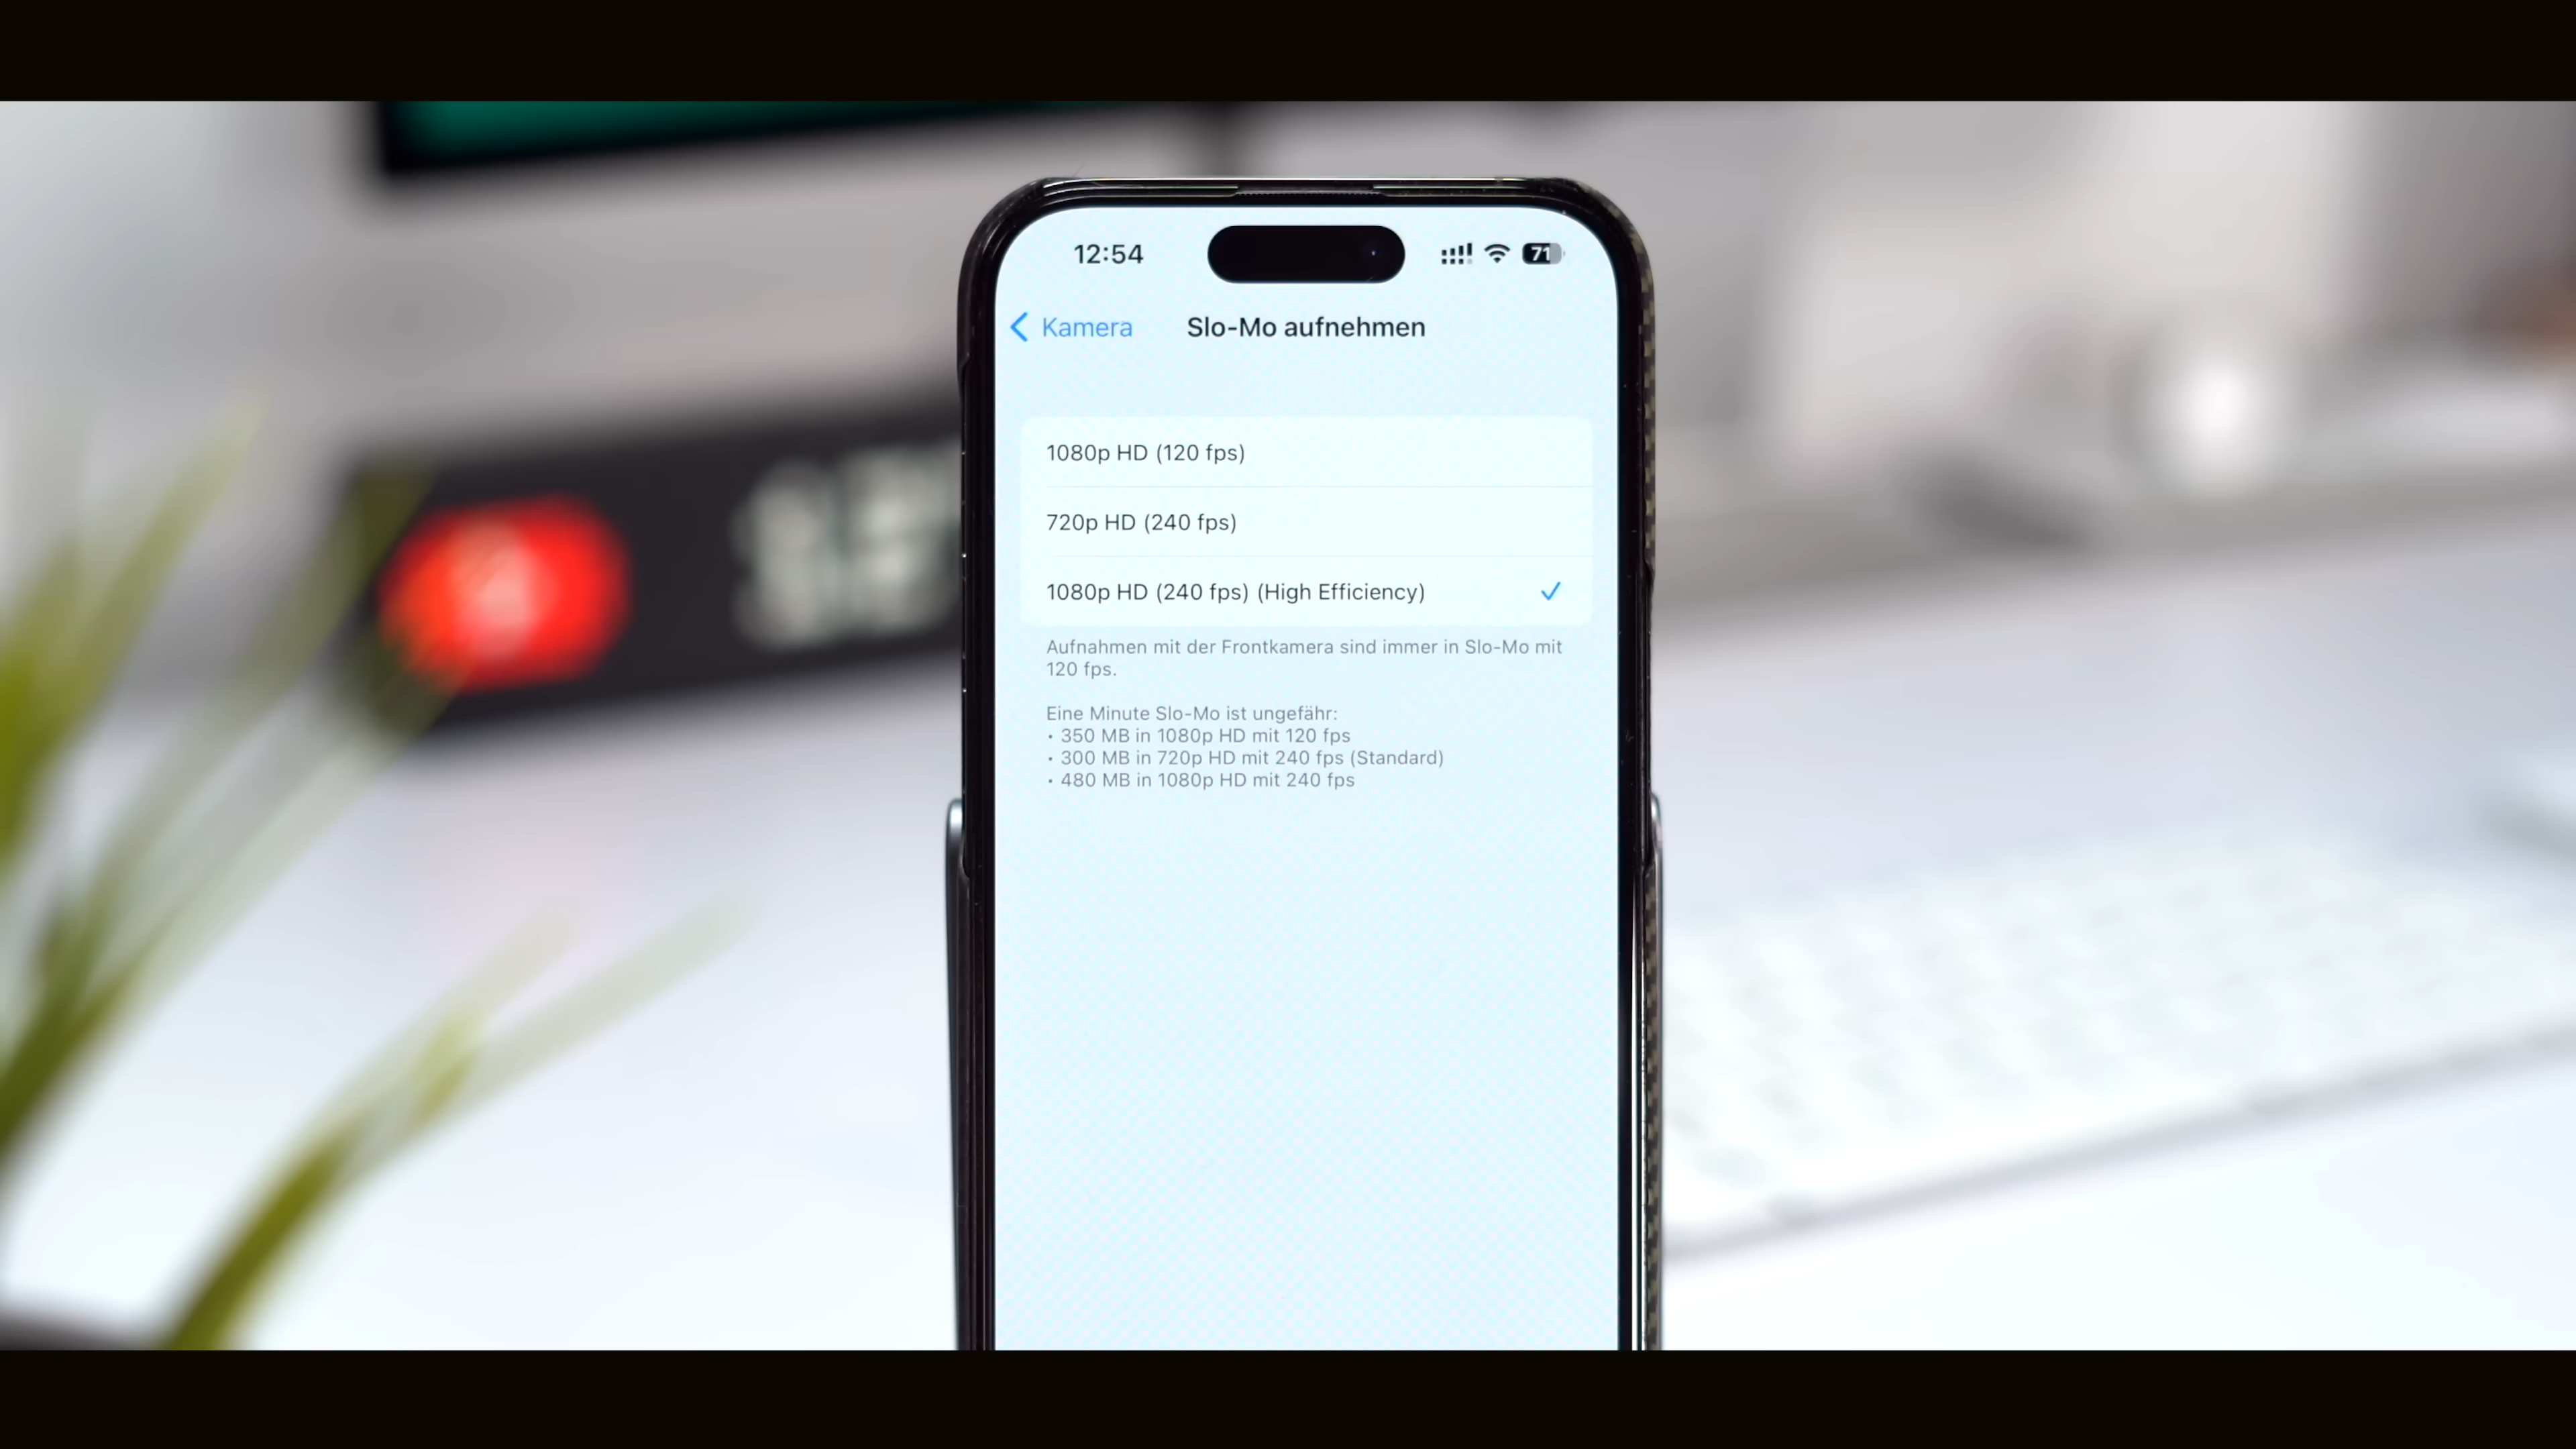 12:54
71
Kamera
Slo-Mo aufnehmen
1080p HD (120 fps)
720p HD (240 fps)
1080p HD (240 fps) (High Efficiency)
Aufnahmen mit der Frontkamera sind immer in Slo-Mo mit
120 fps.
Eine Minute Slo-Mo ist ungefähr:
• 350 MB in 1080p HD mit 120 fps
• 300 MB in 720p HD mit 240 fps (Standard)
• 480 MB in 1080p HD mit 240 fps